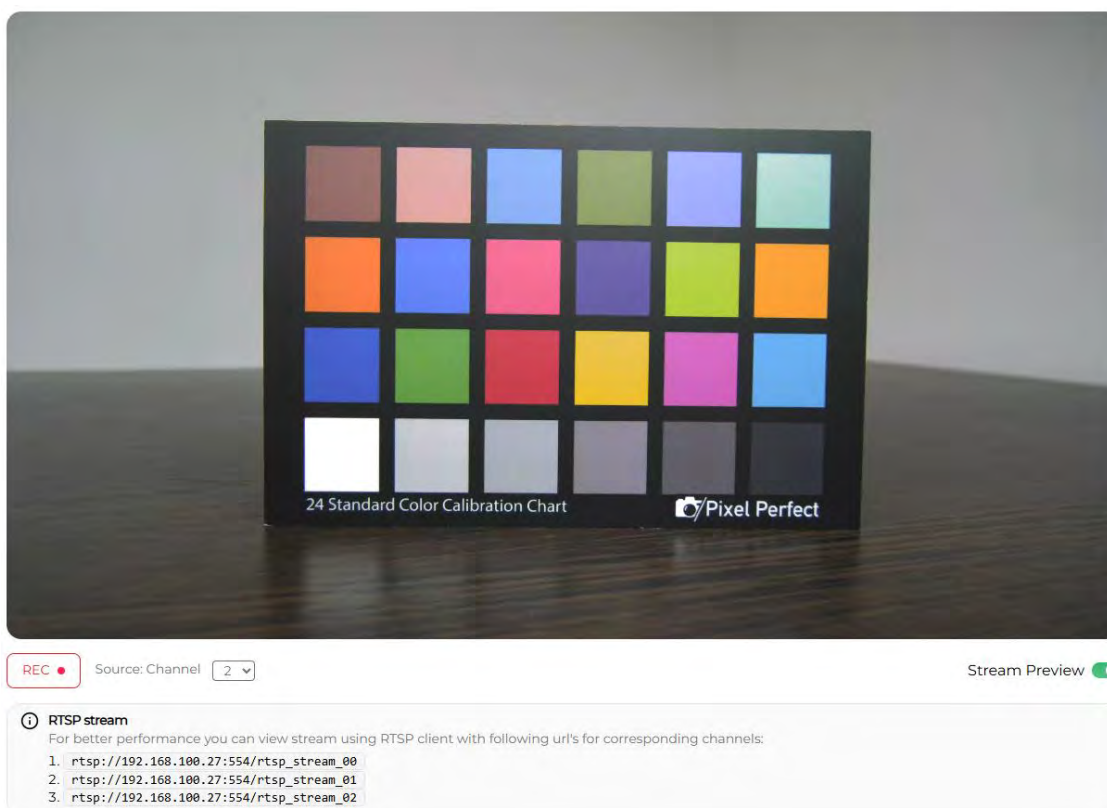 24 Standard Color Calibration Chart
Pixel Perfect
REC
Source: Channel 2
Stream Preview
RTSP stream
For better performance you can view stream using RTSP client with following url's for corresponding channels:
1. rtsp://192.168.100.27:554/rtsp_stream_00
2. rtsp://192.168.100.27:554/rtsp_stream_01
3. rtsp://192.168.100.27:554/rtsp_stream_02